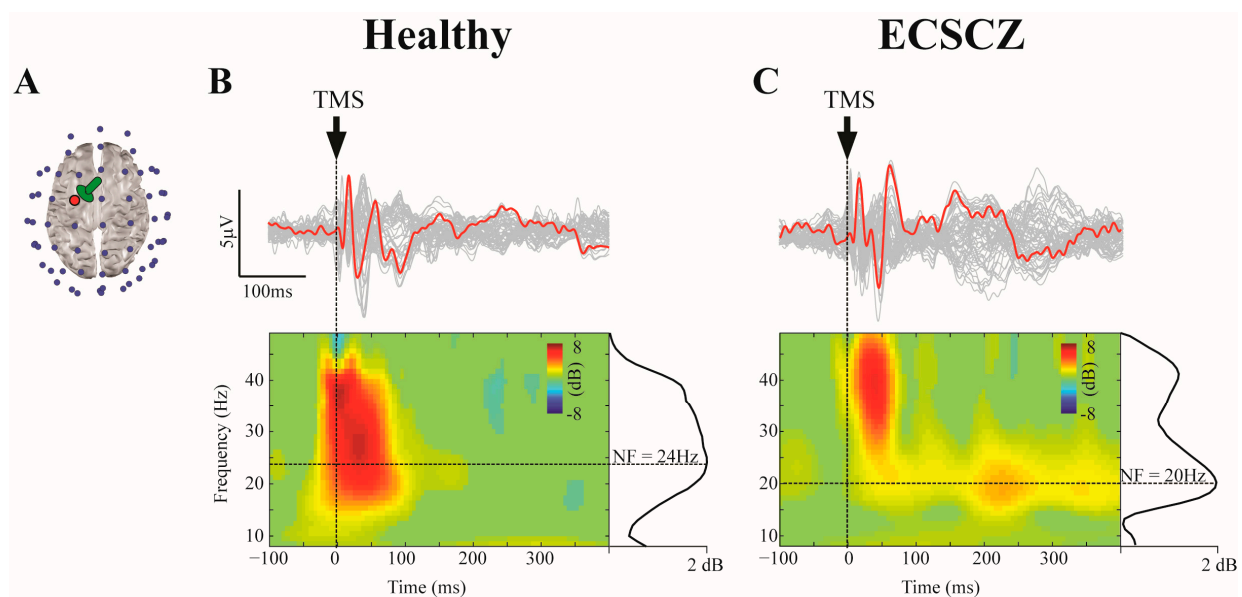 Healthy
ECSCZ
A
B
C
TMS
TMS
5µV
100ms
8
(dB)
-8
8
(dB)
-8
Frequency (Hz)
40
30
20
10
40
30
20
10
NF = 24Hz
NF = 20Hz
−100
0
100
200
300
2 dB
-100
0
100
200
300
2 dB
Time (ms)
Time (ms)